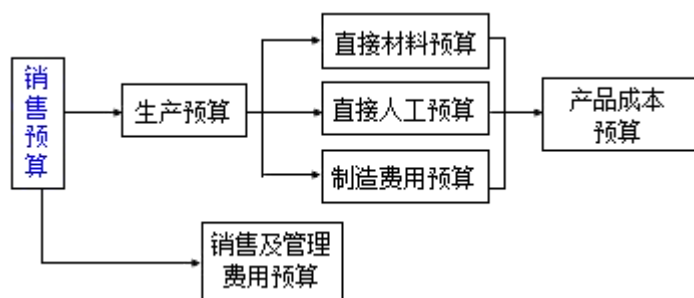 销售预算
生产预算
直接材料预算
直接人工预算
制造费用预算
产品成本
预算
销售及管理
费用预算